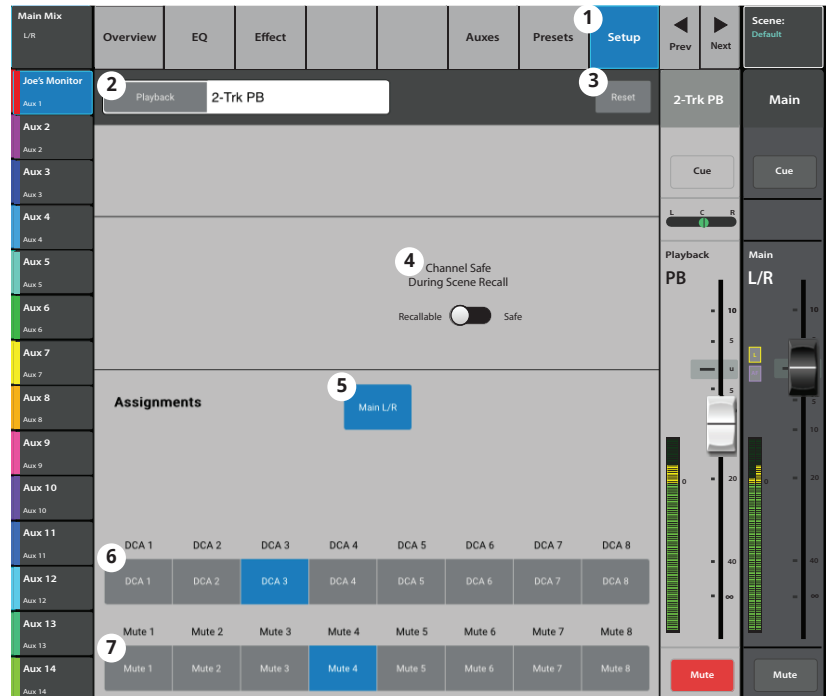 Main Mix
L/R
Overview
EQ
Effect
Auxes
Presets
1
Setup
Prev
Next
Scene:
Default
Joe's Monitor
Aux 1
Aux 2
Aux 2
Aux 3
Aux 3
Aux 4
Aux 4
Aux 5
Aux 5
Aux 6
Aux 6
Aux 7
Aux 7
Aux 8
Aux 8
Aux 9
Aux 9
Aux 10
Aux 10
Aux 11
Aux 11
Aux 12
Aux 12
Aux 13
Aux 13
Aux 14
Aux 14
2
Playback
2-Trk PB
3
Reset
4
Channel Safe
During Scene Recall
Recallable
Safe
Assignments
5
Main L/R
DCA 1 DCA 2 DCA 3 DCA 4 DCA 5 DCA 6 DCA 7 DCA 8
6
DCA 1 DCA 2 DCA 3 DCA 4 DCA 5 DCA 6 DCA 7 DCA 8
Mute 1 Mute 2 Mute 3 Mute 4 Mute 5 Mute 6 Mute 7 Mute 8
7
Mute 1 Mute 2 Mute 3 Mute 4 Mute 5 Mute 6 Mute 7 Mute 8
2-Trk PB
Cue
L C R
Playback
PB
10
5
U
5
20
0
40
∞
Mute
Main
Cue
Main
L/R
10
5
L
5
10
20
0
40
∞
Mute